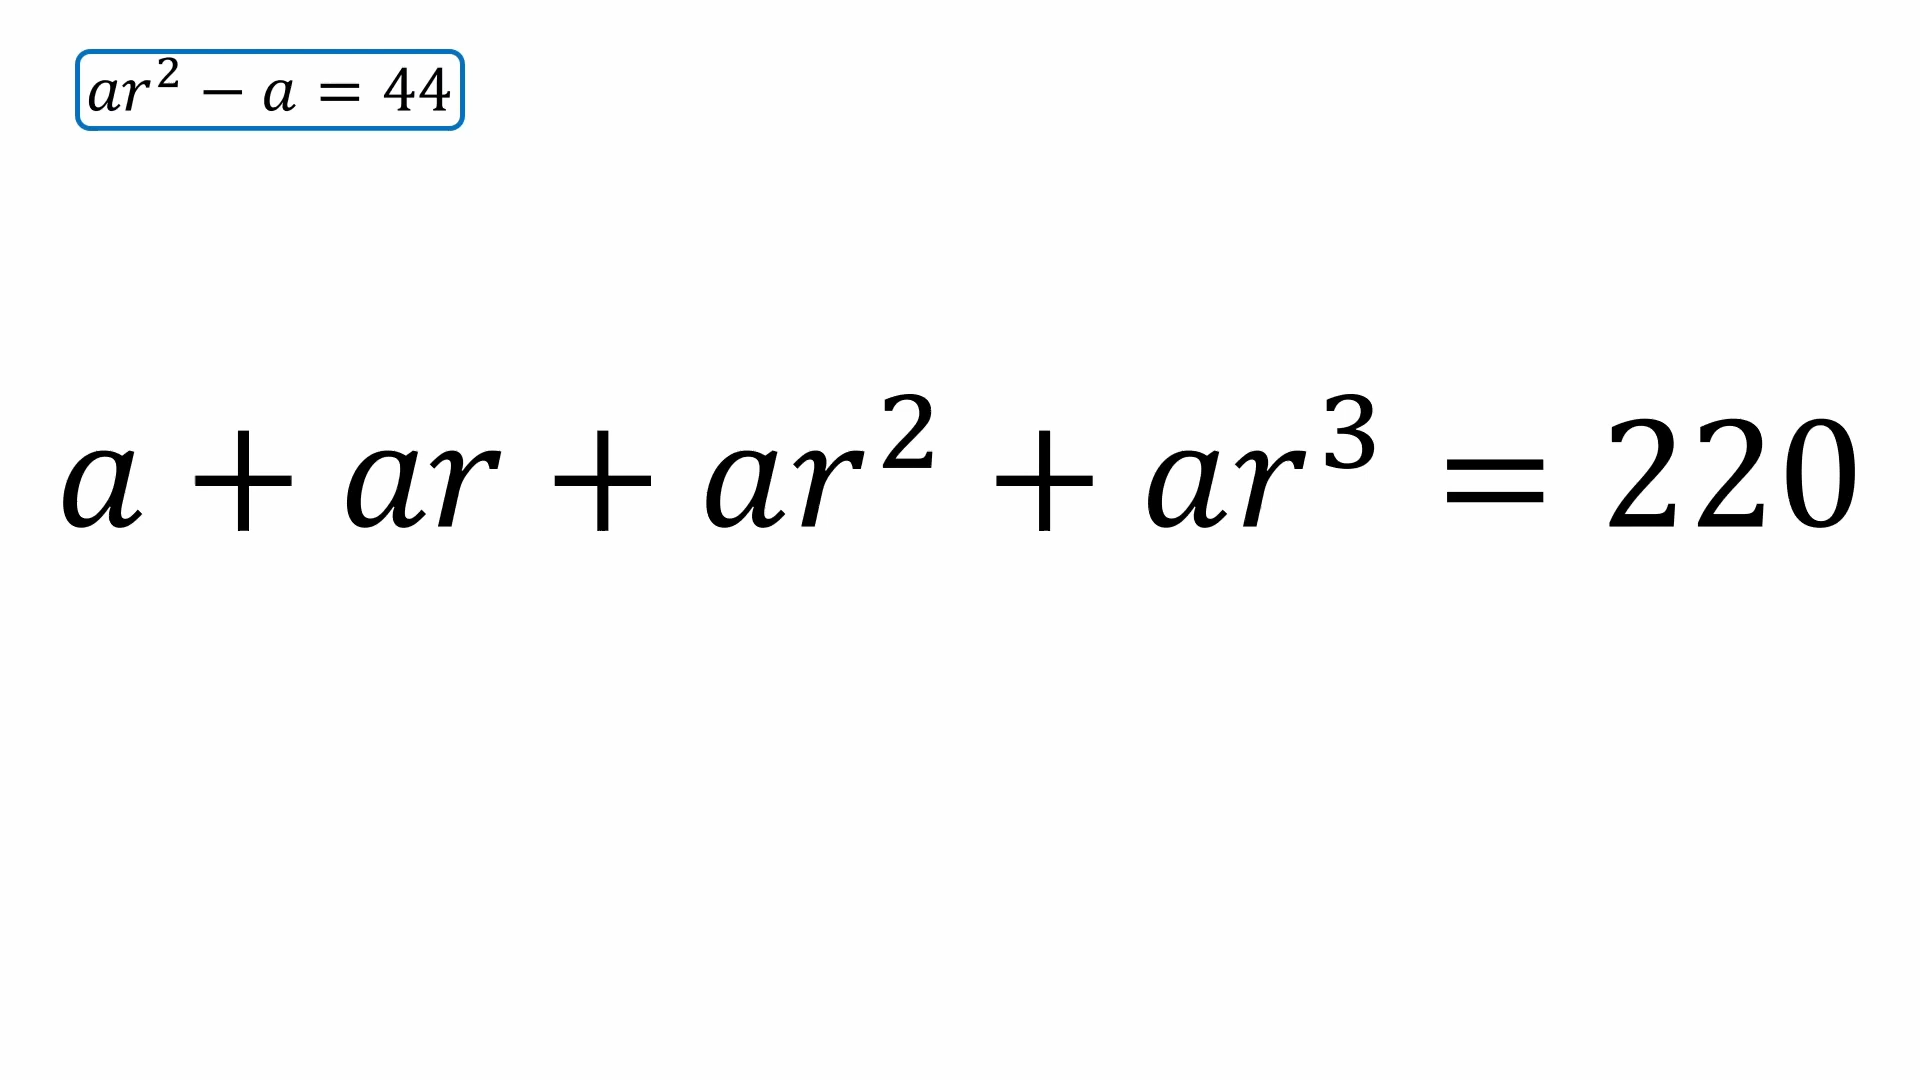 ar² − a = 44
a + ar + ar² + ar³ = 220